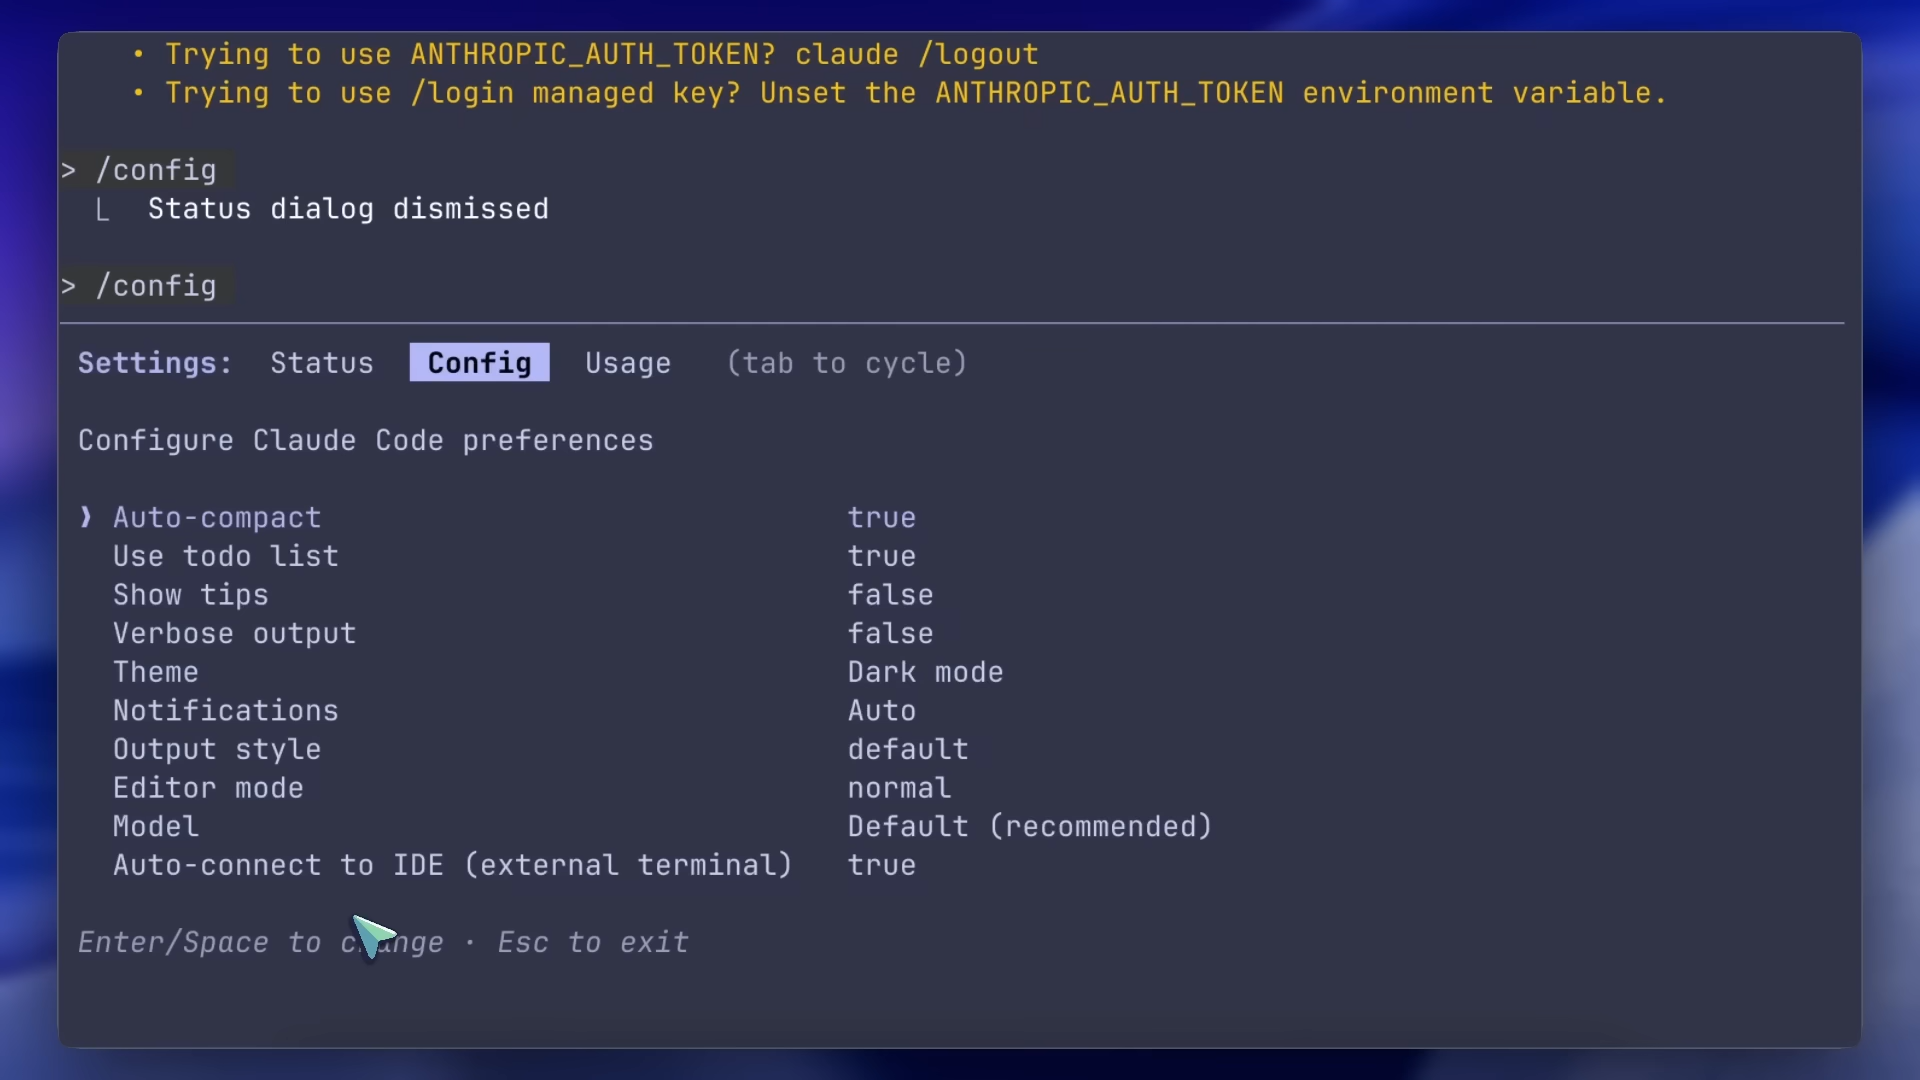 • Trying to use ANTHROPIC_AUTH_TOKEN? claude /logout
• Trying to use /login managed key? Unset the ANTHROPIC_AUTH_TOKEN environment variable.
> /config
⎿ Status dialog dismissed
> /config
Settings: Status Config Usage (tab to cycle)
Configure Claude Code preferences
❯ Auto-compact true
Use todo list true
Show tips false
Verbose output false
Theme Dark mode
Notifications Auto
Output style default
Editor mode normal
Model Default (recommended)
Auto-connect to IDE (external terminal) true
Enter/Space to change · Esc to exit